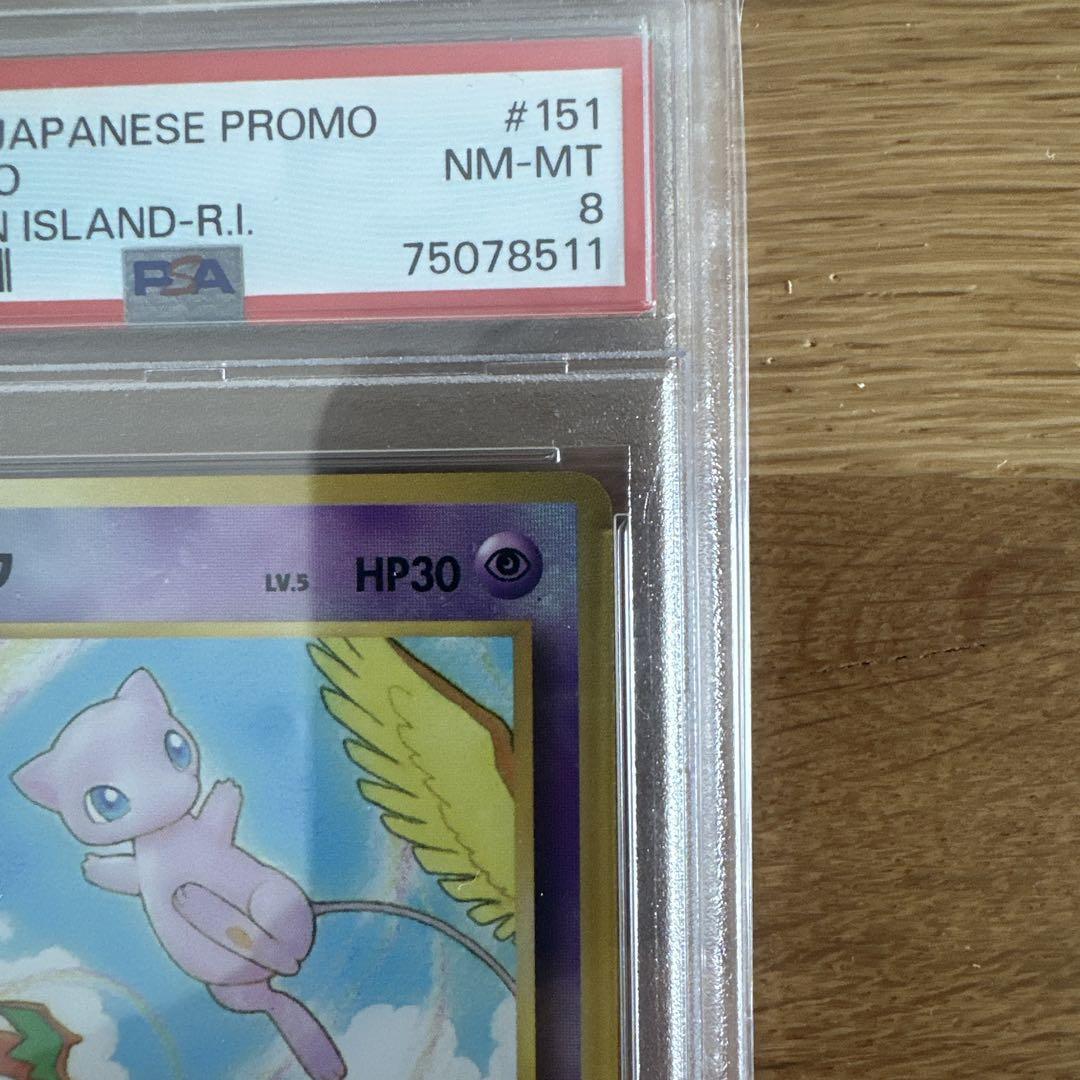 JAPANESE PROMO #151
O NM-MT
N ISLAND-R.I. 8
PSA 75078511
LV.5 HP30